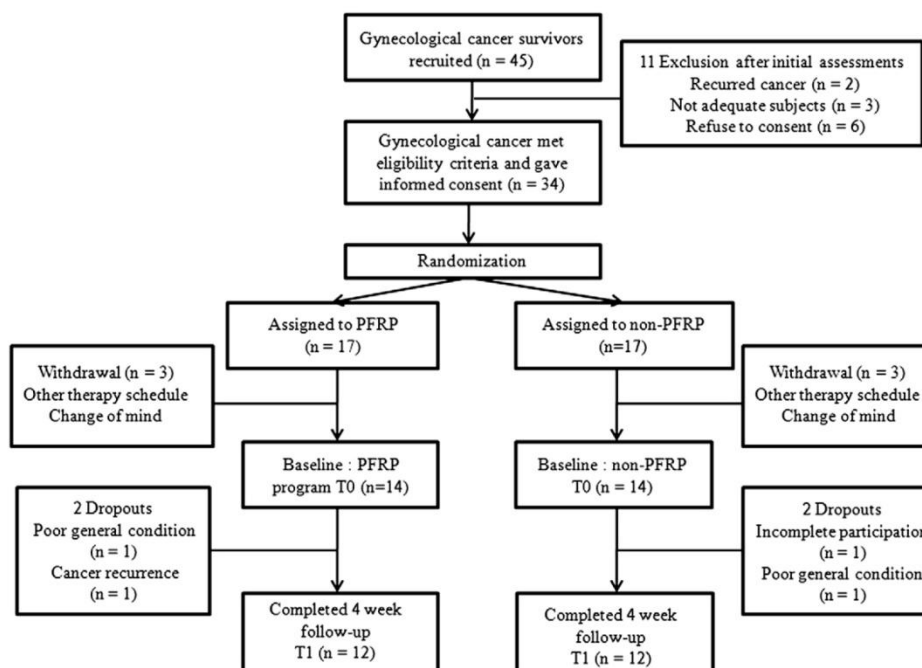 Gynecological cancer survivors
recruited (n = 45)
11 Exclusion after initial assessments
Recurred cancer (n = 2)
Not adequate subjects (n = 3)
Refuse to consent (n = 6)
Gynecological cancer met
eligibility criteria and gave
informed consent (n = 34)
Randomization
Assigned to PFRP
(n = 17)
Assigned to non-PFRP
(n=17)
Withdrawal (n = 3)
Other therapy schedule
Change of mind
Withdrawal (n = 3)
Other therapy schedule
Change of mind
Baseline : PFRP
program T0 (n=14)
Baseline : non-PFRP
T0 (n = 14)
2 Dropouts
Poor general condition
(n = 1)
Cancer recurrence
(n = 1)
2 Dropouts
Incomplete participation
(n = 1)
Poor general condition
(n = 1)
Completed 4 week
follow-up
T1 (n = 12)
Completed 4 week
follow-up
T1 (n = 12)